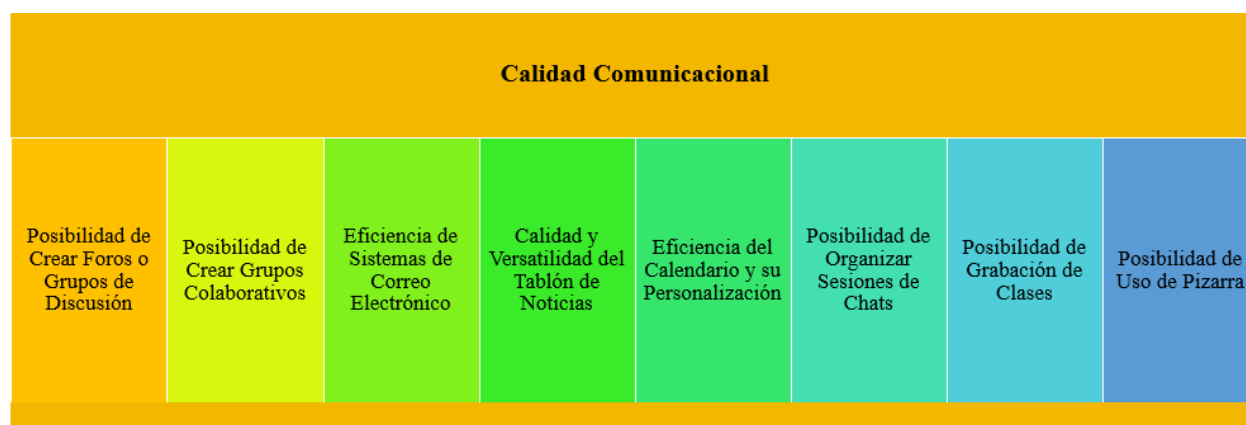 Calidad Comunicacional
Posibilidad de
Crear Foros o
Grupos de
Discusión
Posibilidad de
Crear Grupos
Colaborativos
Eficiencia de
Sistemas de
Correo
Electrónico
Calidad y
Versatilidad del
Tablón de
Noticias
Eficiencia del
Calendario y su
Personalización
Posibilidad de
Organizar
Sesiones de
Chats
Posibilidad de
Grabación de
Clases
Posibilidad de
Uso de Pizarra